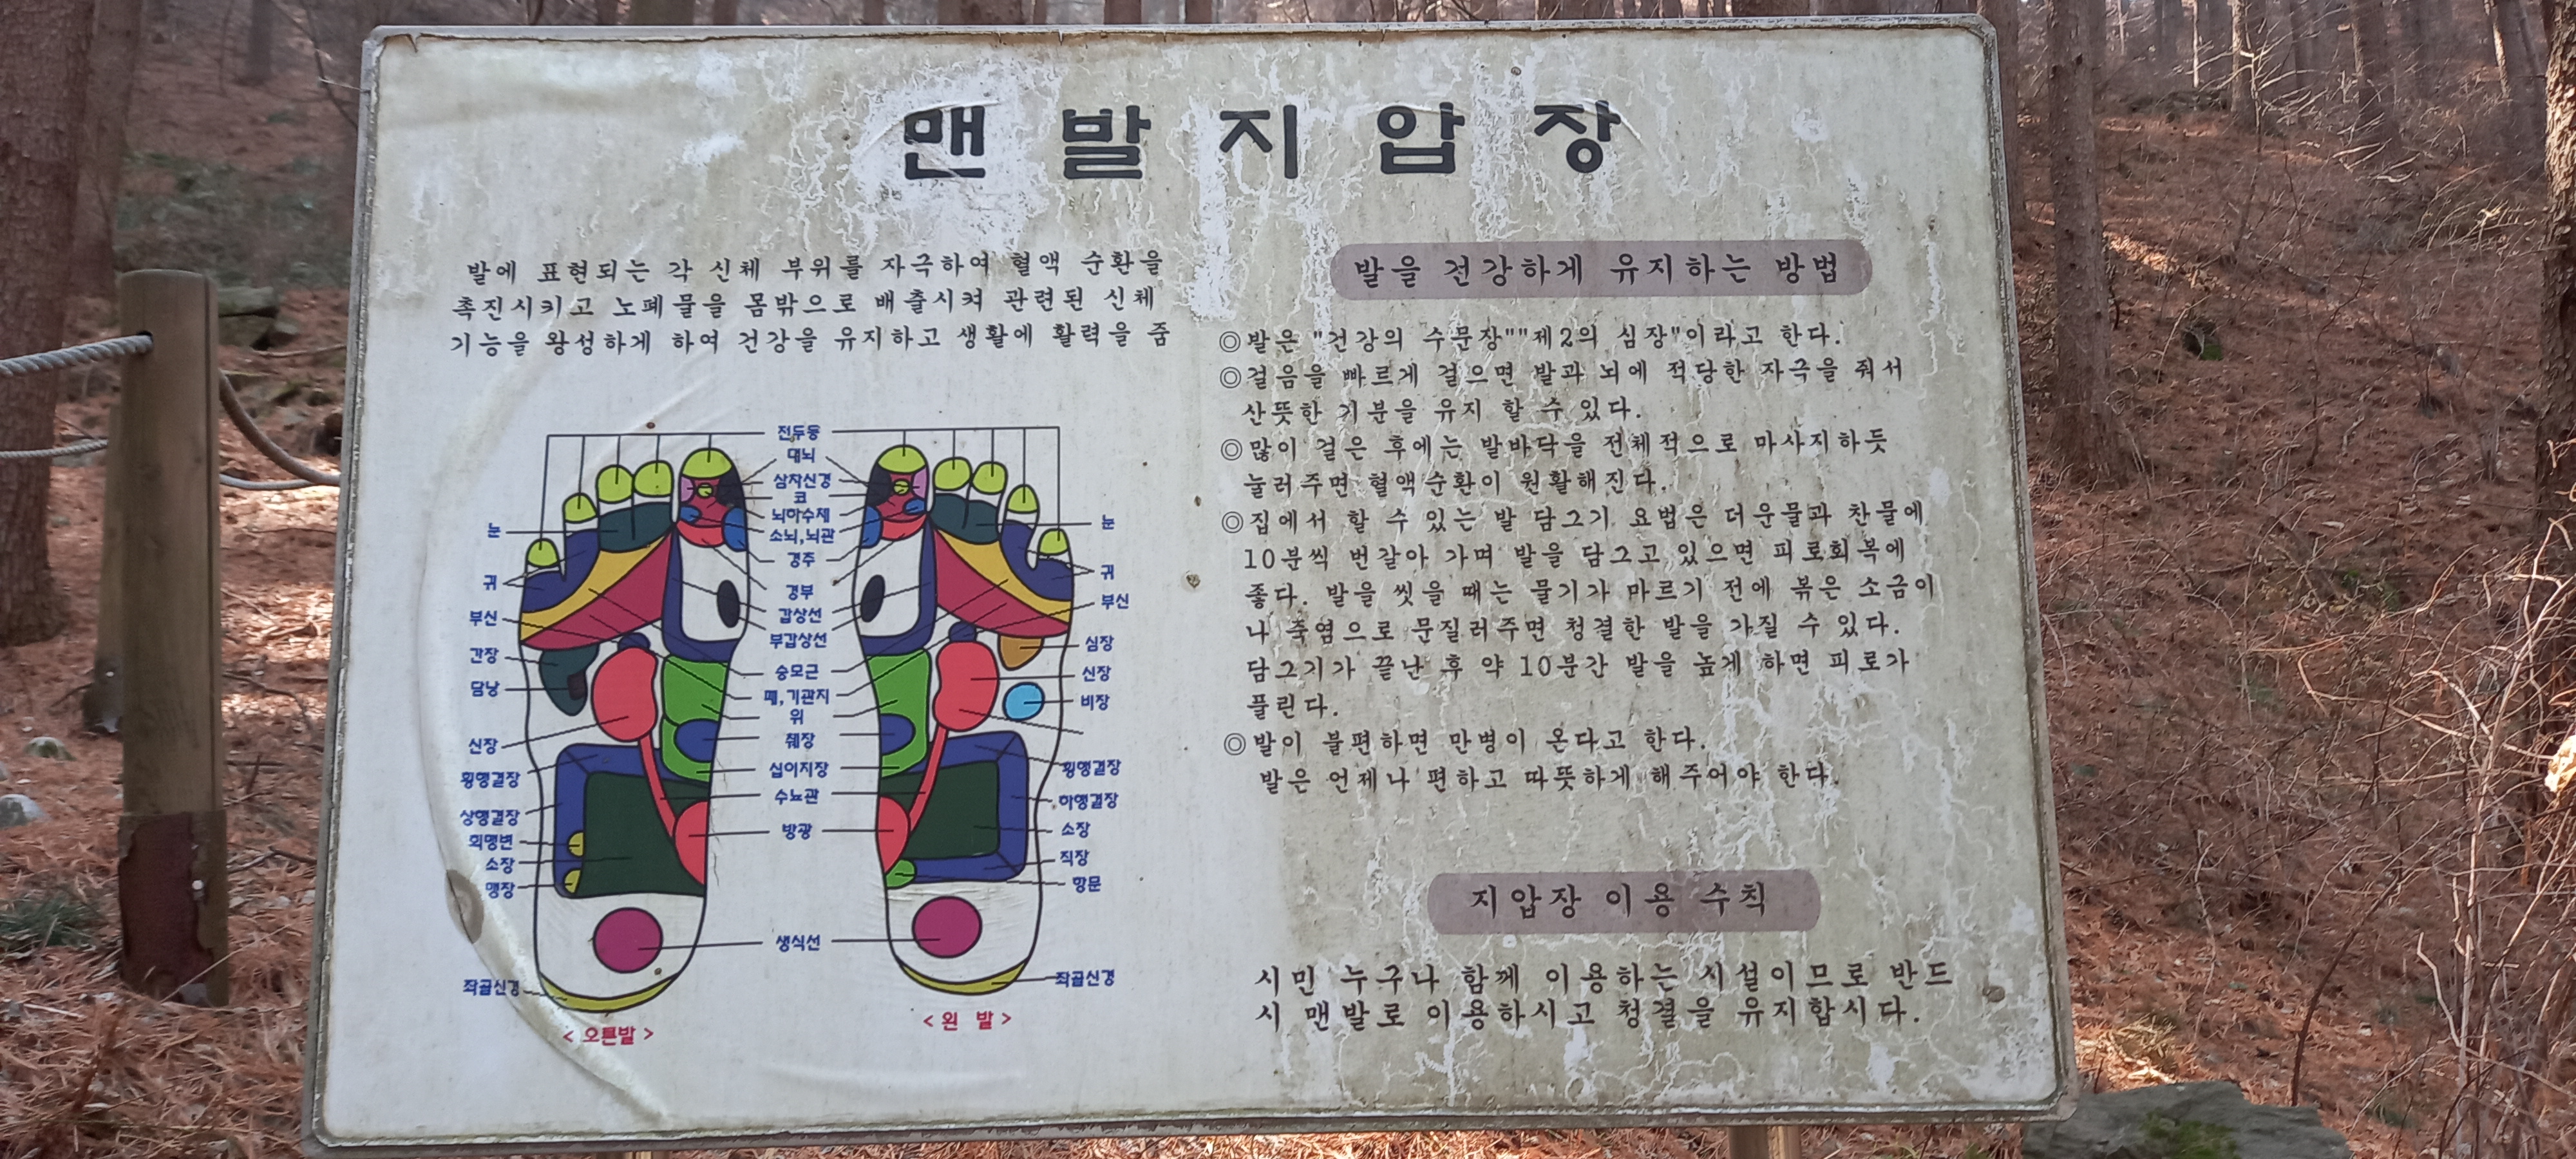 맨발지압장
발에 표현되는 각 신체 부위를 자극하여 혈액 순환을
촉진시키고 노폐물을 몸밖으로 배출시켜 관련된 신체
기능을 왕성하게 하여 건강을 유지하고 생활에 활력을 줌
전두동
대뇌
삼차신경
코
뇌하수체
소뇌,뇌관
경추
경부
갑상선
부갑상선
승모근
폐,기관지
위
췌장
십이지장
수뇨관
방광
생식선
눈
귀
부신
간장
담낭
신장
횡행결장
상행결장
회맹변
소장
맹장
좌골신경
< 오른발 >
눈
귀
부신
심장
신장
비장
횡행결장
하행결장
소장
직장
항문
좌골신경
< 왼 발 >
발을 건강하게 유지하는 방법
◎발은 "건강의 수문장""제2의 심장"이라고 한다.
◎걸음을 빠르게 걸으면 발과 뇌에 적당한 자극을 줘서
산뜻한 기분을 유지 할 수 있다.
◎많이 걸은 후에는 발바닥을 전체적으로 마사지하듯
눌러주면 혈액순환이 원활해진다.
◎집에서 할 수 있는 발 담그기 요법은 더운물과 찬물에
10분씩 번갈아 가며 발을 담그고 있으면 피로회복에
좋다. 발을 씻을 때는 물기가 마르기 전에 볶은 소금이
나 죽염으로 문질러주면 청결한 발을 가질 수 있다.
담그기가 끝난 후 약 10분간 발을 높게 하면 피로가
풀린다.
◎발이 불편하면 만병이 온다고 한다.
발은 언제나 편하고 따뜻하게 해주어야 한다.
지압장 이용 수칙
시민 누구나 함께 이용하는 시설이므로 반드
시 맨발로 이용하시고 청결을 유지합시다.